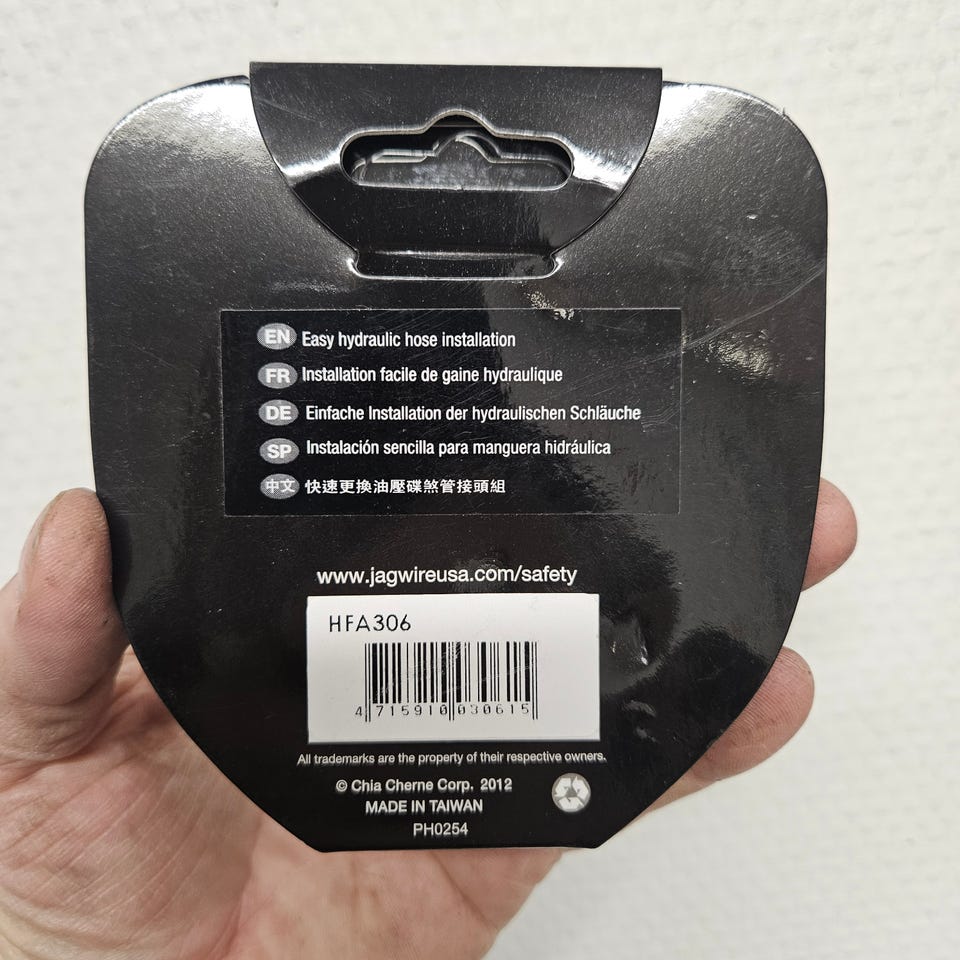 EN Easy hydraulic hose installation
FR Installation facile de gaine hydraulique
DE Einfache Installation der hydraulischen Schläuche
SP Instalación sencilla para manguera hidráulica
中文 快速更換油壓碟煞管接頭組
www.jagwireusa.com/safety
HFA306
4 715910 030615
All trademarks are the property of their respective owners.
© Chia Cherne Corp. 2012
MADE IN TAIWAN
PH0254